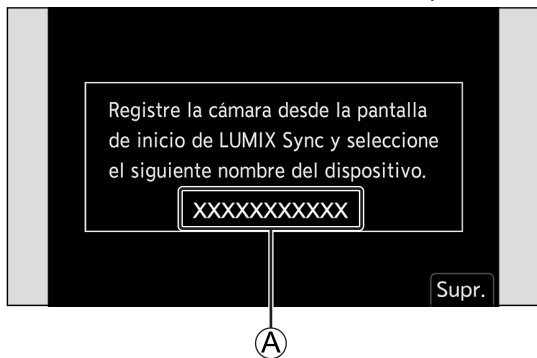 Registre la cámara desde la pantalla
de inicio de LUMIX Sync y seleccione
el siguiente nombre del dispositivo.
XXXXXXXXXXX
Supr.
A